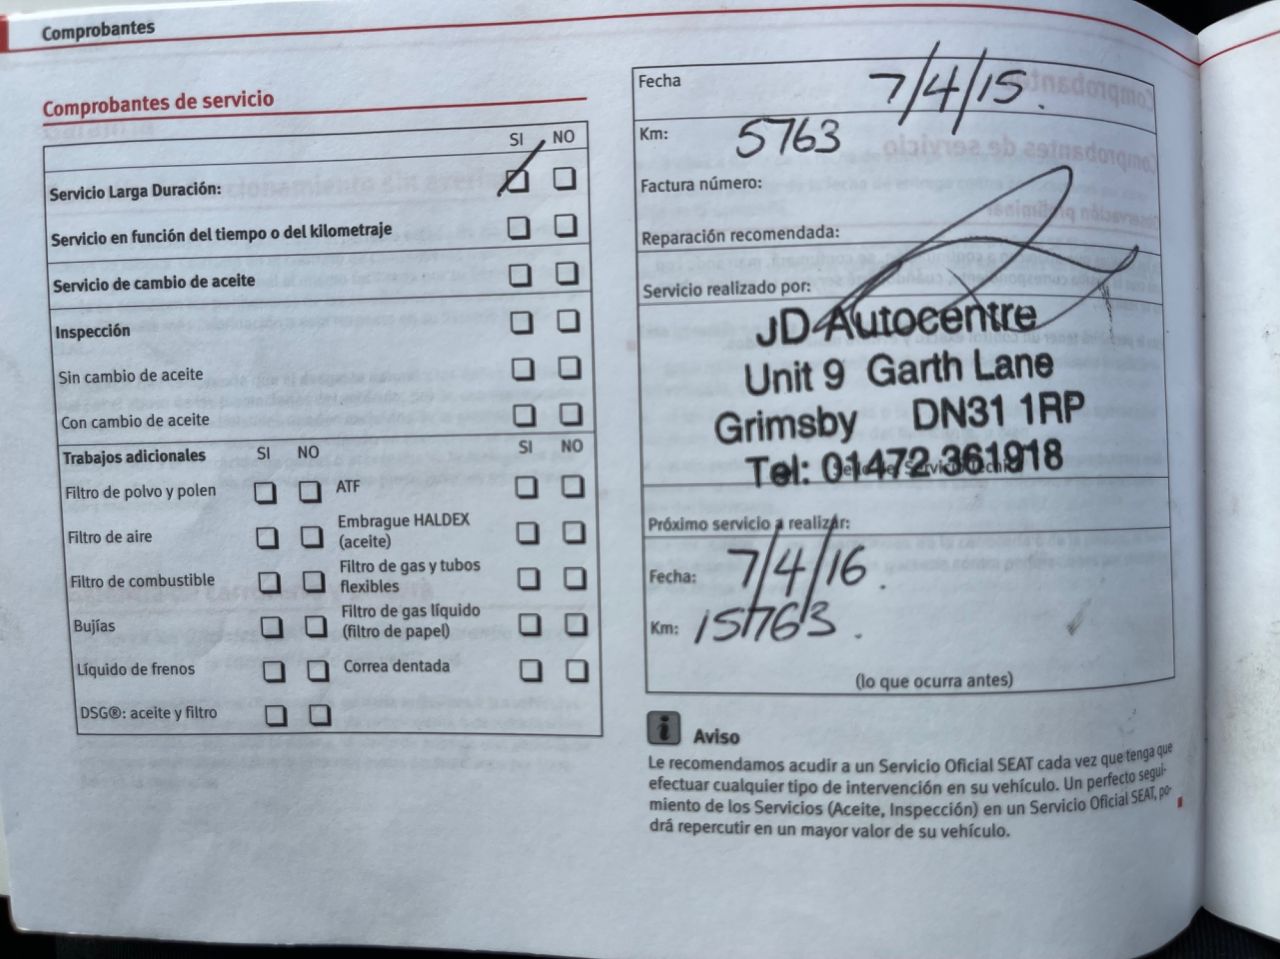 Comprobantes
Comprobantes de servicio
SI NO
Servicio Larga Duración:
Servicio en función del tiempo o del kilometraje
Servicio de cambio de aceite
Inspección
Sin cambio de aceite
Con cambio de aceite
Trabajos adicionales SI NO SI NO
Filtro de polvo y polen ATF
Filtro de aire Embrague HALDEX
(aceite)
Filtro de combustible Filtro de gas y tubos
flexibles
Bujías Filtro de gas líquido
(filtro de papel)
Líquido de frenos Correa dentada
DSG®: aceite y filtro
Fecha 7/4/15.
Km: 5763
Factura número:
Reparación recomendada:
Servicio realizado por:
JD Autocentre
Unit 9 Garth Lane
Grimsby DN31 1RP
Tel: 01472 361918
Próximo servicio a realizar:
Fecha: 7/4/16.
Km: 15763.
(lo que ocurra antes)
i Aviso
Le recomendamos acudir a un Servicio Oficial SEAT cada vez que tenga que
efectuar cualquier tipo de intervención en su vehículo. Un perfecto segui-
miento de los Servicios (Aceite, Inspección) en un Servicio Oficial SEAT, po-
drá repercutir en un mayor valor de su vehículo.